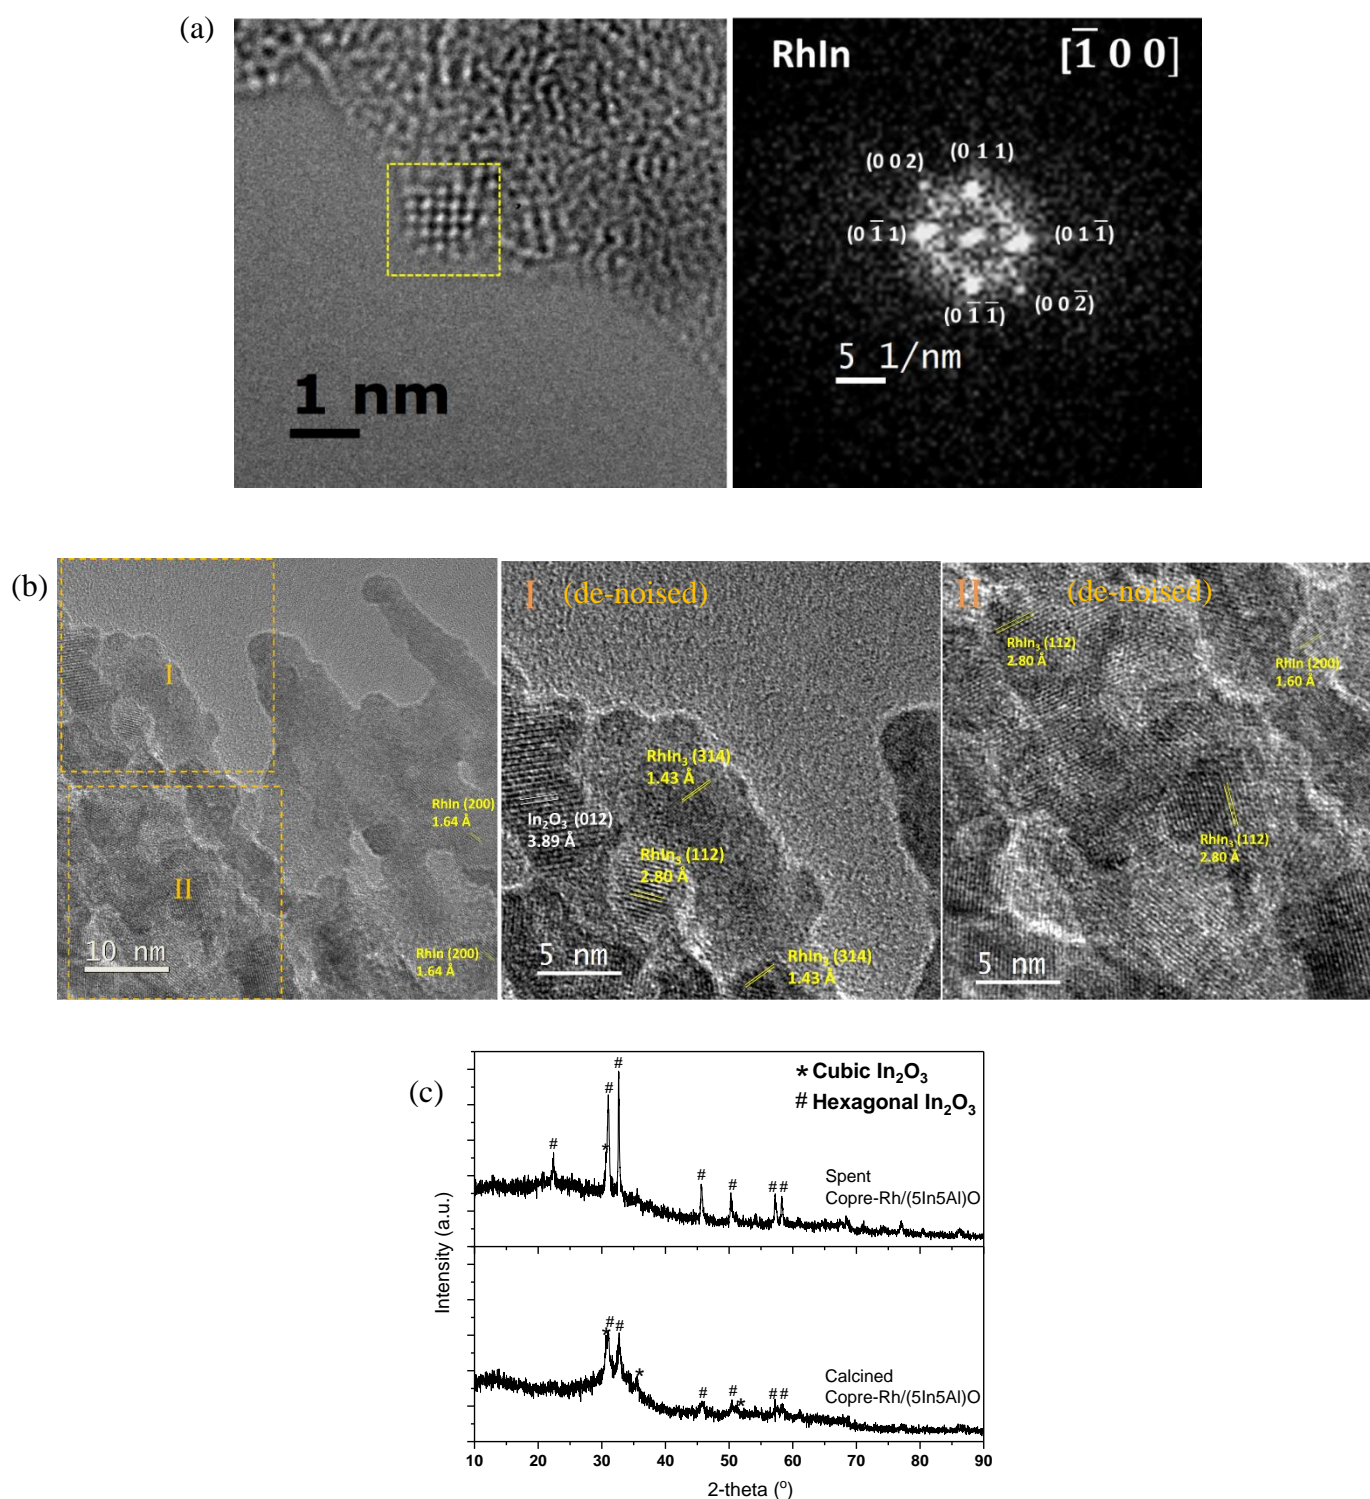 (a)
RhIn
[1̅ 0 0]
(0 0 2)
(0 1 1)
(0 1̅ 1)
(0 1 1̅)
(0 1̅ 1̅)
(0 0 2̅)
5 1/nm
1 nm
(b)
I
II
RhIn (200)
1.64 Å
RhIn (200)
1.64 Å
10 nm
I (de-noised)
RhIn₃ (314)
1.43 Å
In₂O₃ (012)
3.89 Å
RhIn₃ (112)
2.80 Å
RhIn₃ (314)
1.43 Å
5 nm
II (de-noised)
RhIn₃ (112)
2.80 Å
RhIn (200)
1.60 Å
RhIn₃ (112)
2.80 Å
5 nm
(c)
* Cubic In₂O₃
# Hexagonal In₂O₃
# * # # # # # #
Spent
Copre-Rh/(5In5Al)O
* # # * # # * # #
Calcined
Copre-Rh/(5In5Al)O
Intensity (a.u.)
10 20 30 40 50 60 70 80 90
2-theta (°)